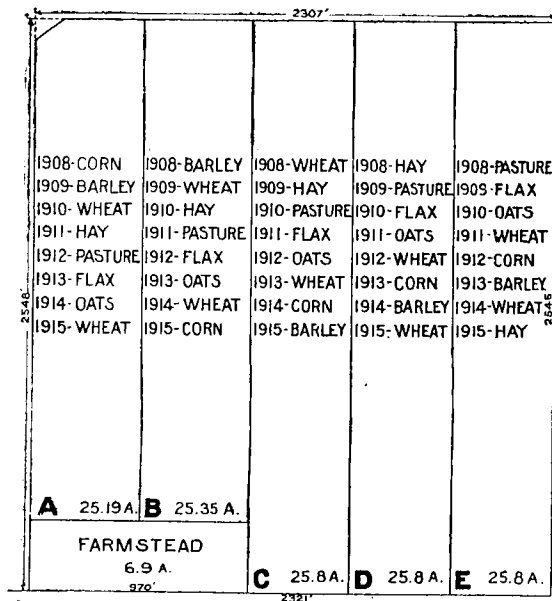 2307'
1908-CORN
1909-BARLEY
1910-WHEAT
1911-HAY
1912-PASTURE
1913-FLAX
1914-OATS
1915-WHEAT
1908-BARLEY
1909-WHEAT
1910-HAY
1911-PASTURE
1912-FLAX
1913-OATS
1914-WHEAT
1915-CORN
1908-WHEAT
1909-HAY
1910-PASTURE
1911-FLAX
1912-OATS
1913-WHEAT
1914-CORN
1915-BARLEY
1908-HAY
1909-PASTURE
1910-FLAX
1911-OATS
1912-WHEAT
1913-CORN
1914-BARLEY
1915-WHEAT
1908-PASTURE
1909-FLAX
1910-OATS
1911-WHEAT
1912-CORN
1913-BARLEY
1914-WHEAT
1915-HAY
2548'
A 25.19 A.
B 25.35 A.
FARMSTEAD
6.9 A.
970'
C 25.8 A.
D 25.8 A.
E 25.8 A.
2321'